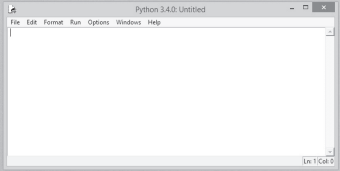 Python 3.4.0: Untitled
File Edit Format Run Options Windows Help
Ln: 1 Col: 0